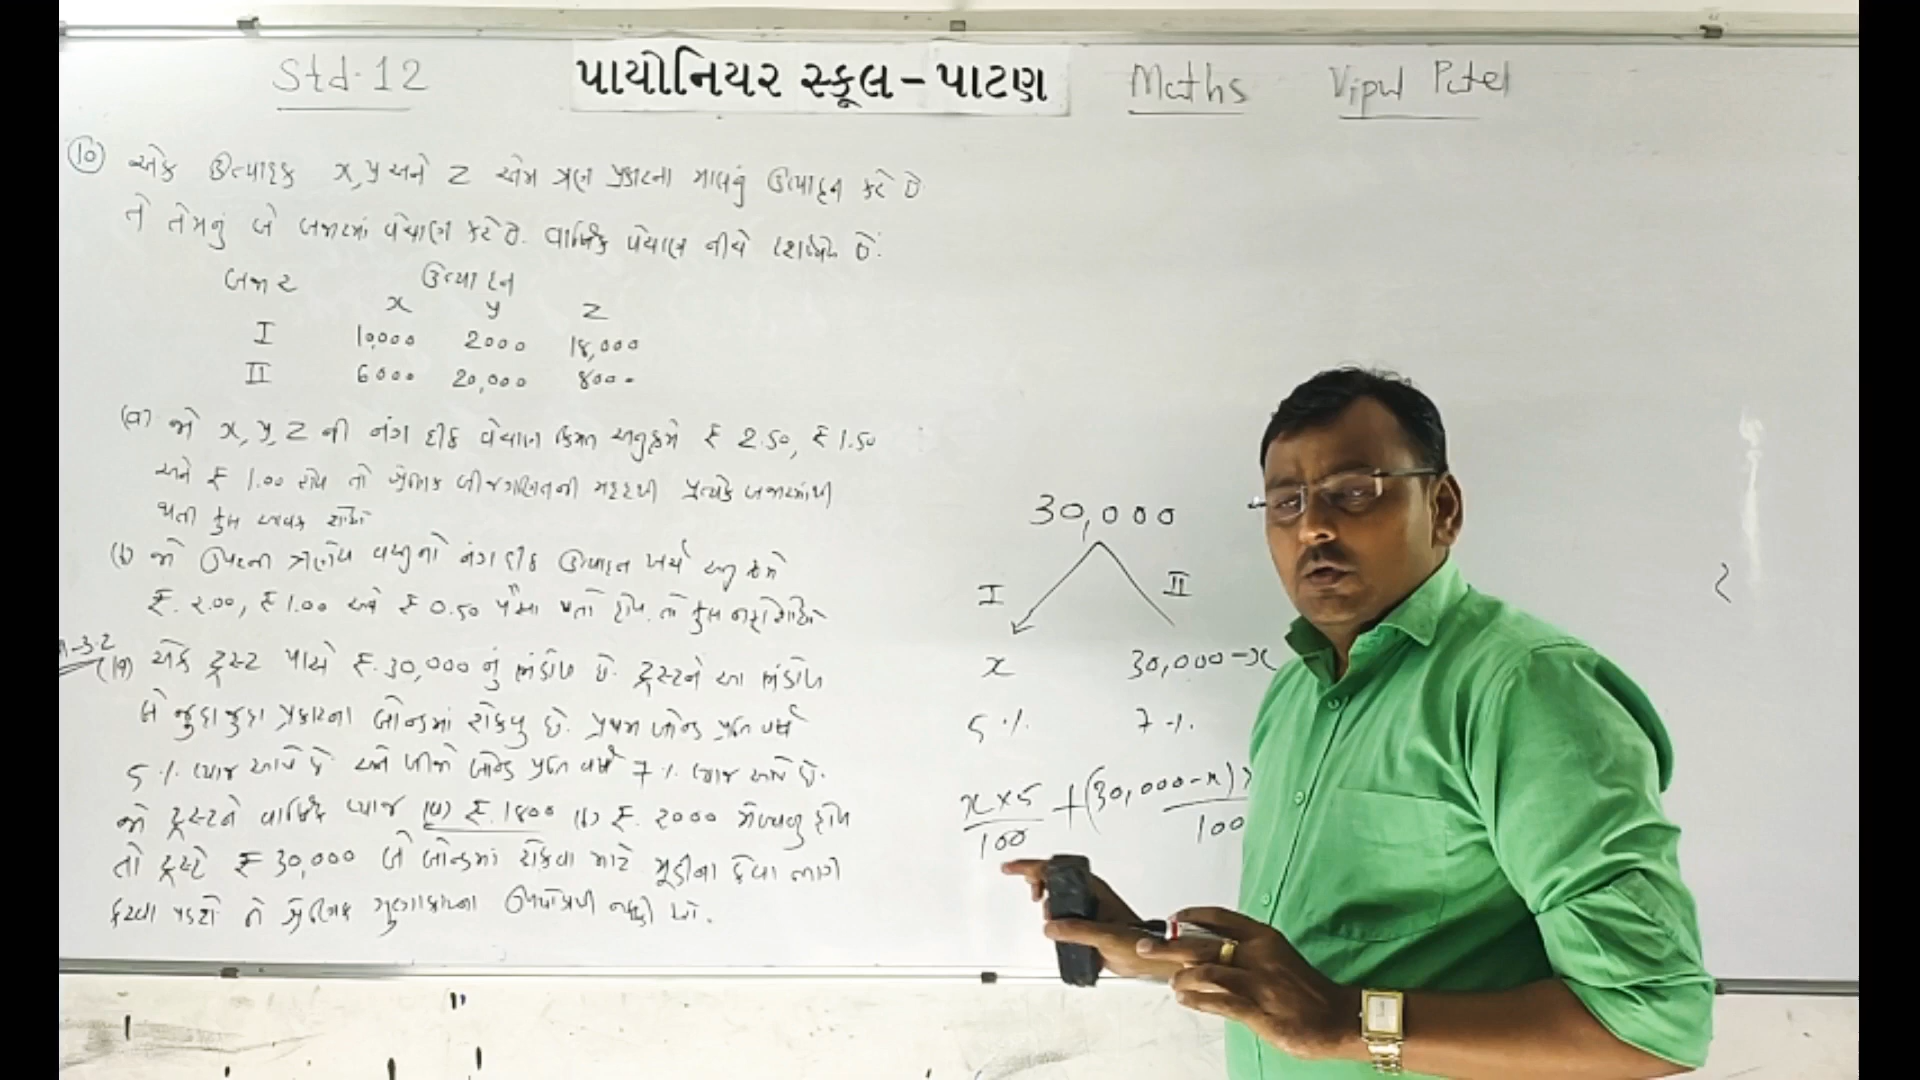 Std-12 પાયોનિયર સ્કૂલ – પાટણ Maths Vipul Patel
(10) એક ઉત્પાદક x, y અને z એમ ત્રણ પ્રકારના માલનું ઉત્પાદન કરે છે
તે તેમનું બે બજારમાં વેચાણ કરે છે. વાર્ષિક વેચાણ નીચે દર્શાવેલ છે:
બજાર ઉત્પાદન
x y z
I 10,000 2000 18,000
II 6000 20,000 8000
(a) જો x, y, z ની નંગ દીઠ વેચાણ કિંમત અનુક્રમે ₹ 2.50, ₹ 1.50
અને ₹ 1.00 હોય તો શ્રેણિક બીજગણિતની મદદથી પ્રત્યેક બજારમાંથી
થતી કુલ આવક શોધો
(b) જો ઉપરની ત્રણેય વસ્તુનો નંગ દીઠ ઉત્પાદન ખર્ચ અનુક્રમે
₹. 2.00, ₹ 1.00 અને ₹ 0.50 પૈસા થતો હોય તો કુલ નફો શોધો
3.2
(19) એક ટ્રસ્ટ પાસે ₹. 30,000 નું ભંડોળ છે. ટ્રસ્ટને આ ભંડોળ
બે જુદા જુદા પ્રકારના બોન્ડમાં રોકવુ છે. પ્રથમ બોન્ડ પ્રતિ વર્ષ
5 % વ્યાજ આપે છે અને બીજો બોન્ડ પ્રતિ વર્ષ 7 % વ્યાજ આપે છે.
જો ટ્રસ્ટને વાર્ષિક વ્યાજ (a) ₹. 1800 (b) ₹. 2000 મેળવવુ હોય
તો ટ્રસ્ટે ₹ 30,000 બે બોન્ડમાં રોકવા માટે મૂડીના કેવા ભાગ
કરવા પડશે તે શ્રેણિક ગુણાકારના ઉપયોગથી નક્કી કરો.
30,000
I II
x 30,000-x
5 % 7 %
x×5 + (30,000-x)
100 100